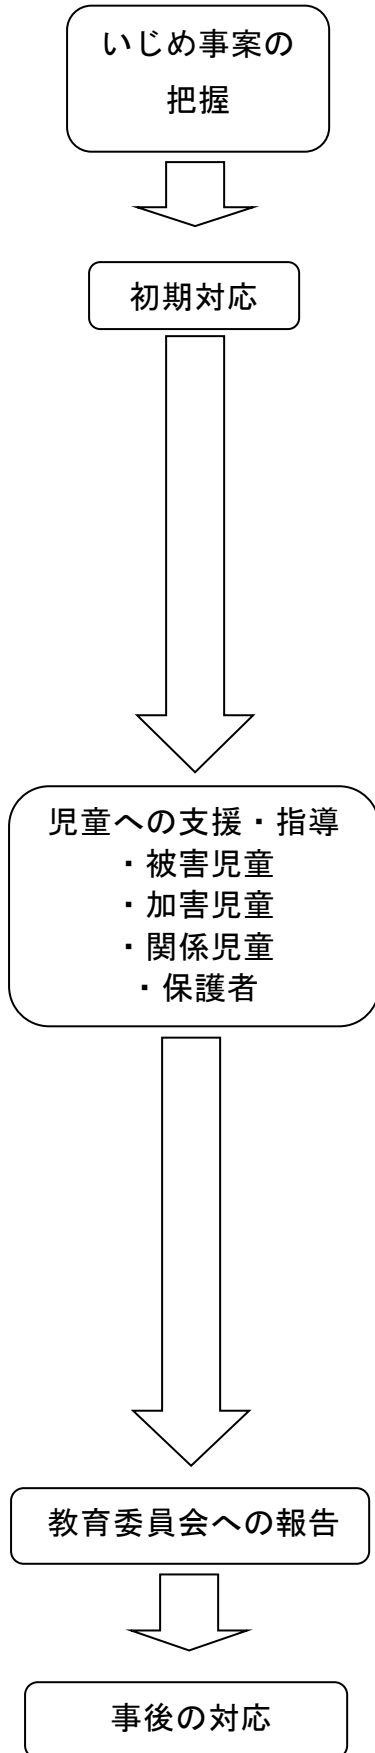 いじめ事案の
把握
初期対応
児童への支援・指導
・被害児童
・加害児童
・関係児童
・保護者
教育委員会への報告
事後の対応